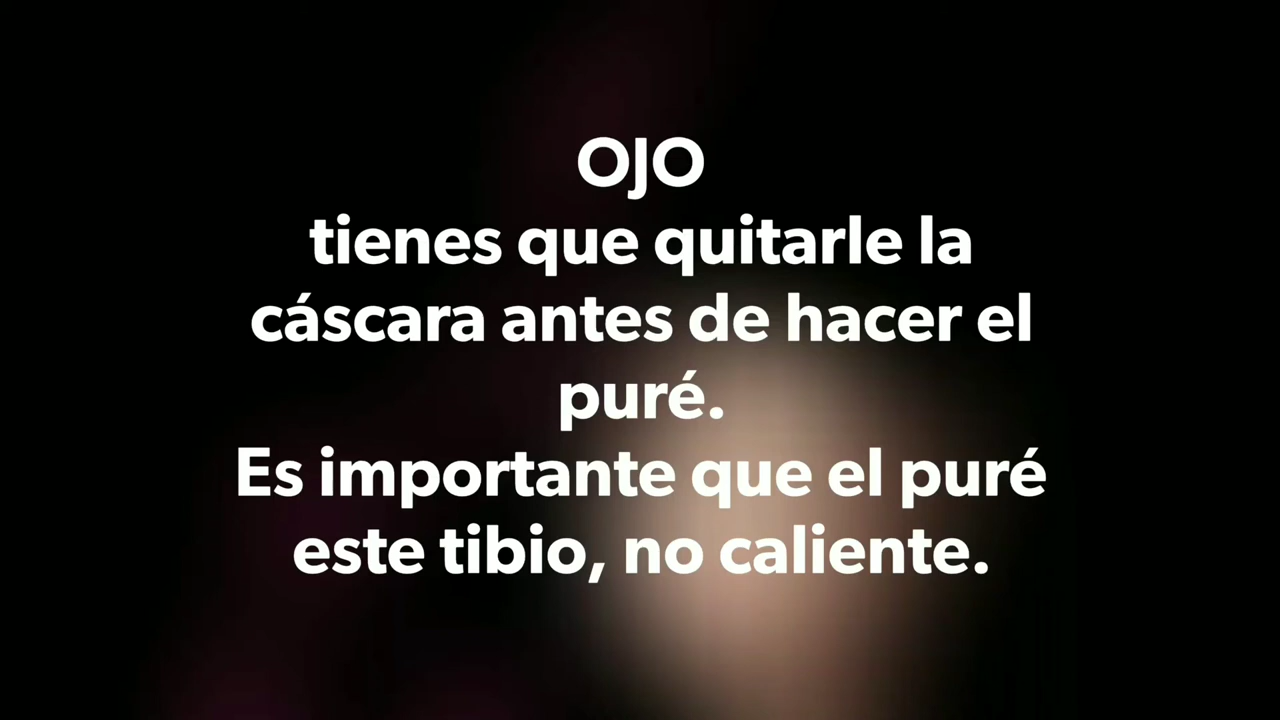 OJO
tienes que quitarle la
cáscara antes de hacer el
puré.
Es importante que el puré
este tibio, no caliente.